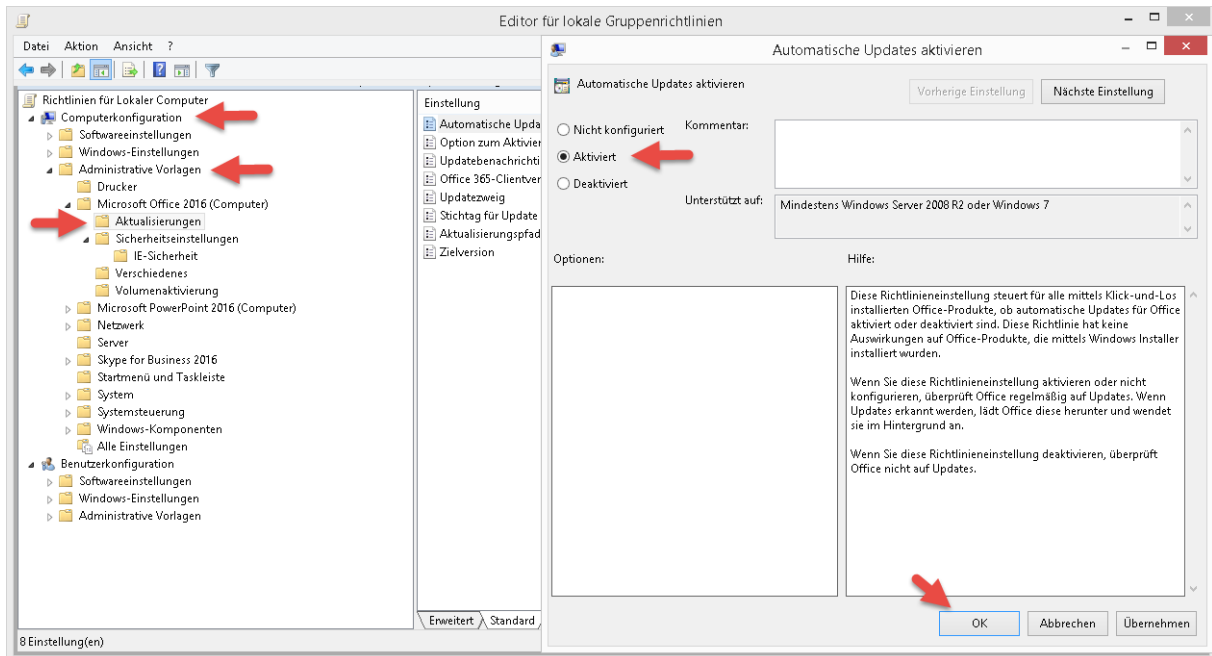 Editor für lokale Gruppenrichtlinien
Datei Aktion Ansicht ?
Richtlinien für Lokaler Computer
Computerkonfiguration
Softwareeinstellungen
Windows-Einstellungen
Administrative Vorlagen
Drucker
Microsoft Office 2016 (Computer)
Aktualisierungen
Sicherheitseinstellungen
IE-Sicherheit
Verschiedenes
Volumenaktivierung
Microsoft PowerPoint 2016 (Computer)
Netzwerk
Server
Skype for Business 2016
Startmenü und Taskleiste
System
Systemsteuerung
Windows-Komponenten
Alle Einstellungen
Benutzerkonfiguration
Softwareeinstellungen
Windows-Einstellungen
Administrative Vorlagen
8 Einstellung(en)
Einstellung
Automatische Upda
Option zum Aktivier
Updatebenachrichti
Office 365-Clientver
Updatezweig
Stichtag für Update
Aktualisierungspfad
Zielversion
Erweitert Standard
Automatische Updates aktivieren
Automatische Updates aktivieren
Vorherige Einstellung Nächste Einstellung
Nicht konfiguriert
Aktiviert
Deaktiviert
Kommentar:
Unterstützt auf:
Mindestens Windows Server 2008 R2 oder Windows 7
Optionen:
Hilfe:
Diese Richtlinieneinstellung steuert für alle mittels Klick-und-Los
installierten Office-Produkte, ob automatische Updates für Office
aktiviert oder deaktiviert sind. Diese Richtlinie hat keine
Auswirkungen auf Office-Produkte, die mittels Windows Installer
installiert wurden.
Wenn Sie diese Richtlinieneinstellung aktivieren oder nicht
konfigurieren, überprüft Office regelmäßig auf Updates. Wenn
Updates erkannt werden, lädt Office diese herunter und wendet
sie im Hintergrund an.
Wenn Sie diese Richtlinieneinstellung deaktivieren, überprüft
Office nicht auf Updates.
OK Abbrechen Übernehmen